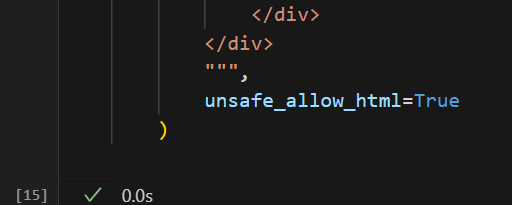 </div>
</div>
""",
unsafe_allow_html=True
)
[15] 0.0s